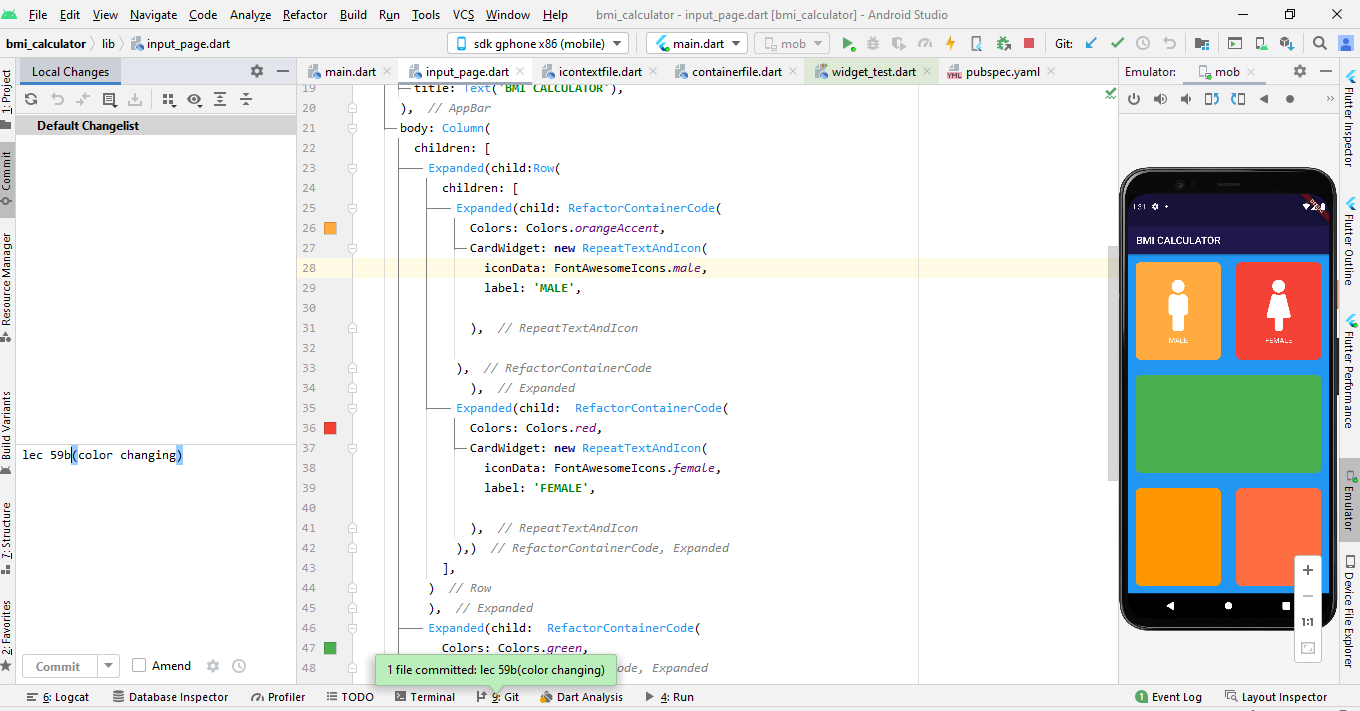 File Edit View Navigate Code Analyze Refactor Build Run Tools VCS Window Help bmi_calculator - input_page.dart [bmi_calculator] - Android Studio
bmi_calculator lib input_page.dart sdk gphone x86 (mobile) main.dart mob Git:
Local Changes
main.dart input_page.dart icontextfile.dart containerfile.dart widget_test.dart pubspec.yaml
Emulator: mob
Default Changelist
19 title: Text('BMI CALCULATOR'),
20 ), // AppBar
21 body: Column(
22 children: [
23 Expanded(child:Row(
24 children: [
25 Expanded(child: RefactorContainerCode(
26 Colors: Colors.orangeAccent,
27 CardWidget: new RepeatTextAndIcon(
28 iconData: FontAwesomeIcons.male,
29 label: 'MALE',
30
31 ), // RepeatTextAndIcon
32
33 ), // RefactorContainerCode
34 ), // Expanded
35 Expanded(child: RefactorContainerCode(
36 Colors: Colors.red,
37 CardWidget: new RepeatTextAndIcon(
38 iconData: FontAwesomeIcons.female,
39 label: 'FEMALE',
40
41 ), // RepeatTextAndIcon
42 ),) // RefactorContainerCode, Expanded
43 ],
44 ) // Row
45 ), // Expanded
46 Expanded(child: RefactorContainerCode(
47 Colors: Colors.green,
48 de, Expanded
lec 59b(color changing)
Commit Amend
1 file committed: lec 59b(color changing)
1: Project
Commit
Resource Manager
Build Variants
7: Structure
2: Favorites
1:31
BMI CALCULATOR
MALE
FEMALE
1:1
Flutter Inspector
Flutter Outline
Flutter Performance
Emulator
Device File Explorer
6: Logcat Database Inspector Profiler TODO Terminal 9: Git Dart Analysis 4: Run 1 Event Log Layout Inspector